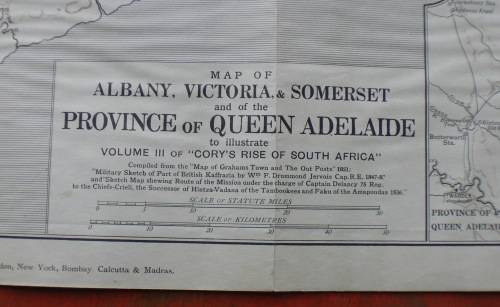 MAP OF
ALBANY, VICTORIA, & SOMERSET
and of the
PROVINCE OF QUEEN ADELAIDE
to illustrate
VOLUME III OF "CORY'S RISE OF SOUTH AFRICA"
Compiled from the "Map of Grahams Town and The Out Posts" 1821;
"Military Sketch of Part of British Kaffraria by Wm F. Drummond Jervois Cap. R.E. 1847-8"
and "Sketch Map shewing Route of the Mission under the charge of Captain Delancy 75 Reg.
to the Chiefs-Crieli, the Successor of Hintza-Vadana of the Tambookees and Faku of the Amapondas 1836."
SCALE OF STATUTE MILES
10 30
SCALE OF KILOMETRES
10 0 10 20 30 40 50
New York, Bombay, Calcutta & Madras.
Butterworth
PROVINCE OF
QUEEN ADELAIDE